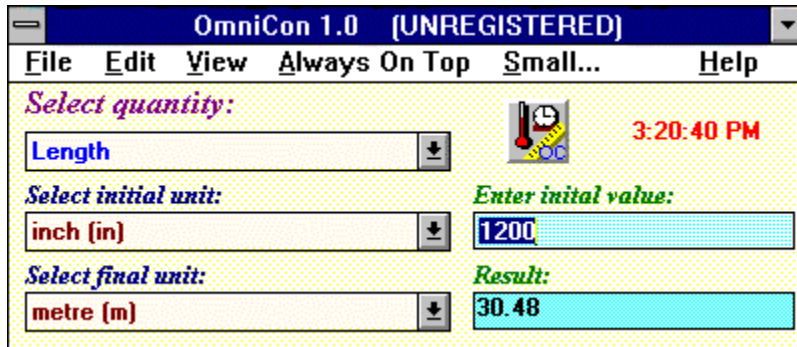 OmniCon 1.0 (UNREGISTERED)
File Edit View Always On Top Small... Help
Select quantity:
3:20:40 PM
Length
OC
Select initial unit: Enter inital value:
inch (in) 1200
Select final unit: Result:
metre (m) 30.48